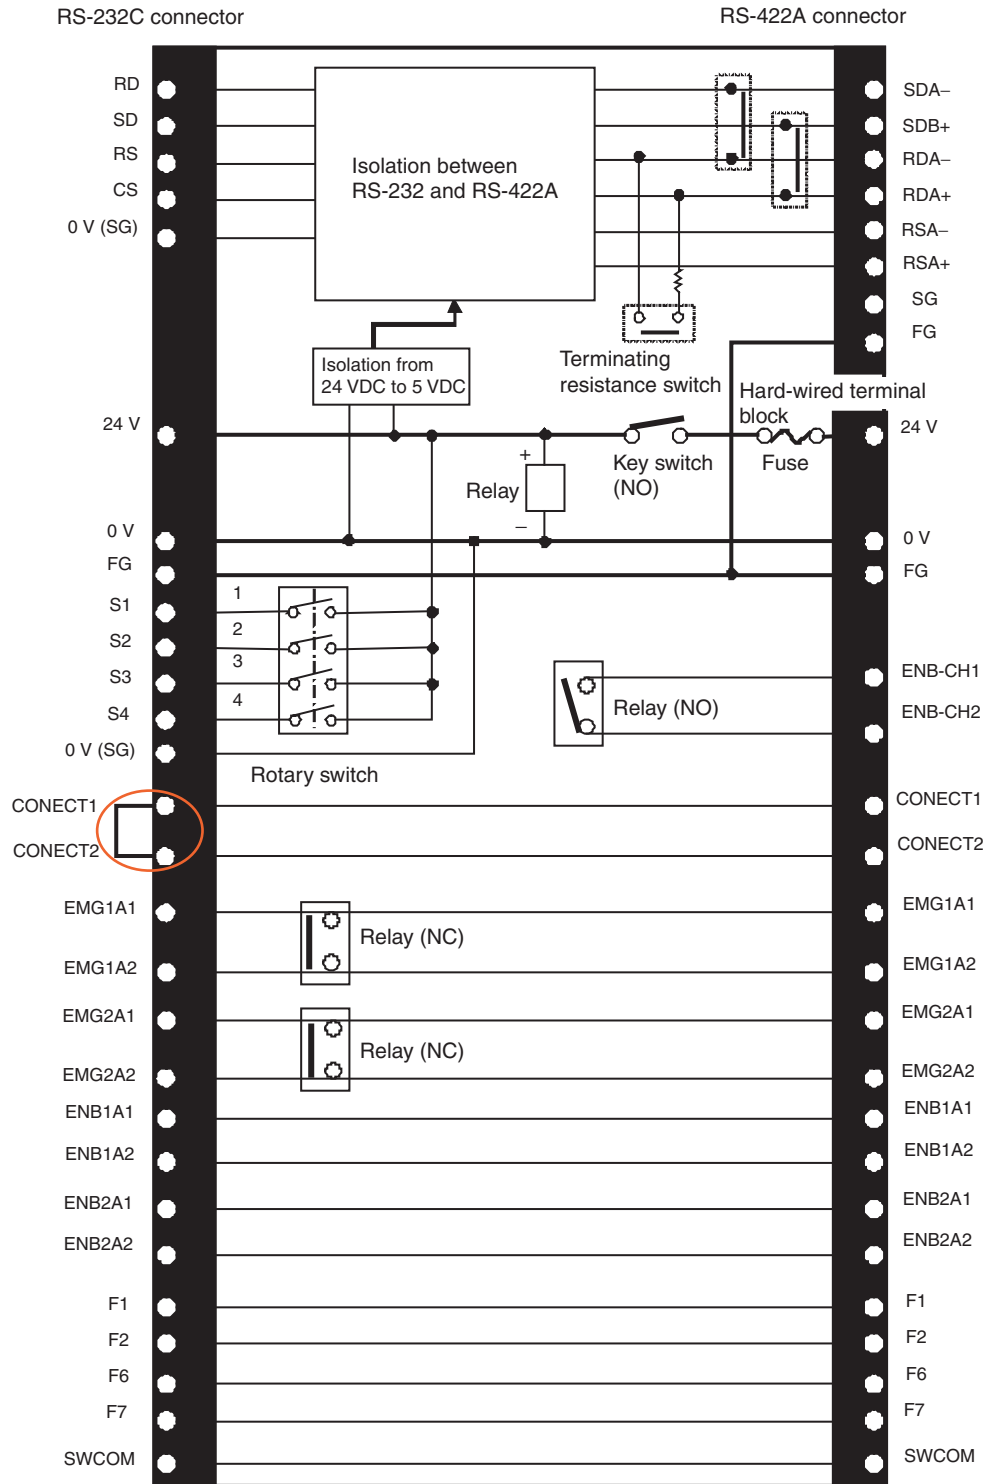 RS-232C connector
RS-422A connector
RD
SD
RS
CS
0 V (SG)
Isolation between
RS-232 and RS-422A
SDA−
SDB+
RDA−
RDA+
RSA−
RSA+
SG
FG
Isolation from
24 VDC to 5 VDC
Terminating
resistance switch
Hard-wired terminal
block
24 V
24 V
Key switch
(NO)
Fuse
+
Relay
−
0 V
0 V
FG
FG
S1
1
S2
2
S3
3
S4
4
0 V (SG)
Rotary switch
Relay (NO)
ENB-CH1
ENB-CH2
CONECT1
CONECT1
CONECT2
CONECT2
EMG1A1
EMG1A1
Relay (NC)
EMG1A2
EMG1A2
EMG2A1
EMG2A1
Relay (NC)
EMG2A2
EMG2A2
ENB1A1
ENB1A1
ENB1A2
ENB1A2
ENB2A1
ENB2A1
ENB2A2
ENB2A2
F1
F1
F2
F2
F6
F6
F7
F7
SWCOM
SWCOM